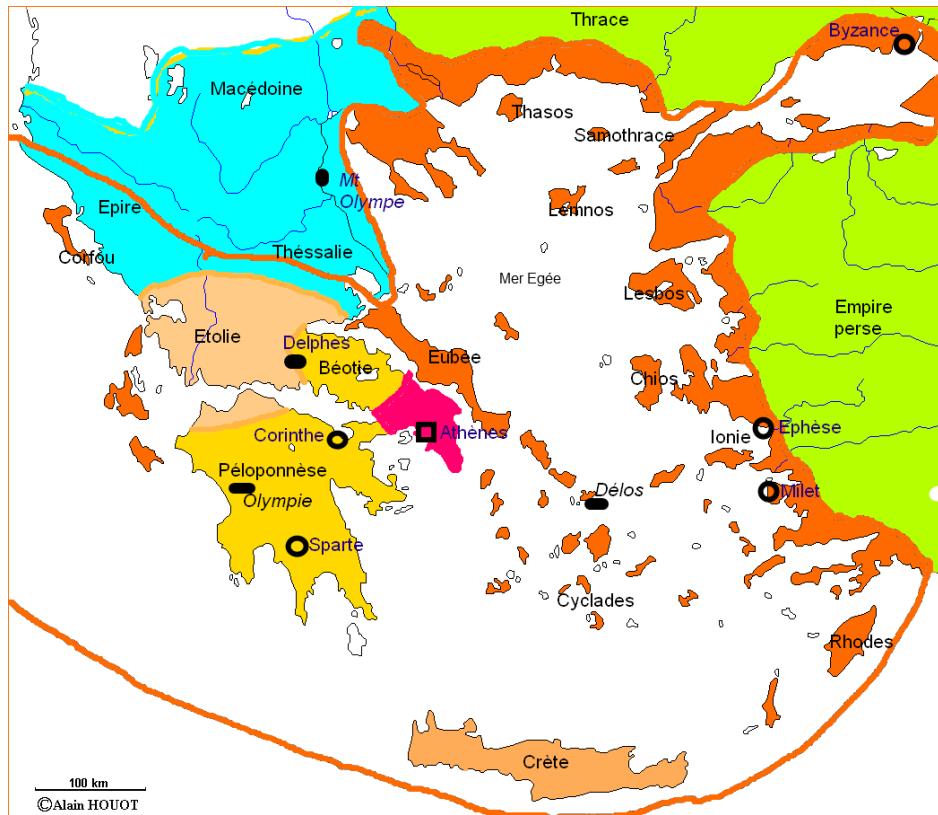 Thrace
Byzance
Macédoine
Thasos
Samothrace
Mt
Olympe
Epire
Lemnos
Corfou
Théssalie
Mer Egée
Lesbos
Empire
perse
Etolie
Delphes
Béotie
Eubée
Chios
Corinthe
Athènes
Ionie
Ephèse
Péloponnèse
Olympie
Délos
Milet
Sparte
Cyclades
Rhodes
Crète
100 km
©Alain HOUOT